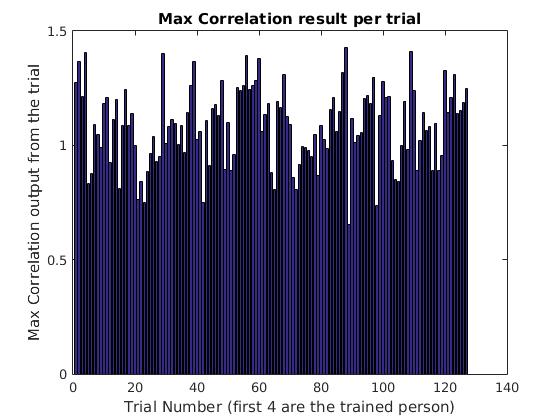 Max Correlation result per trial
Max Correlation output from the trial
1.5
1
0.5
0
0 20 40 60 80 100 120 140
Trial Number (first 4 are the trained person)